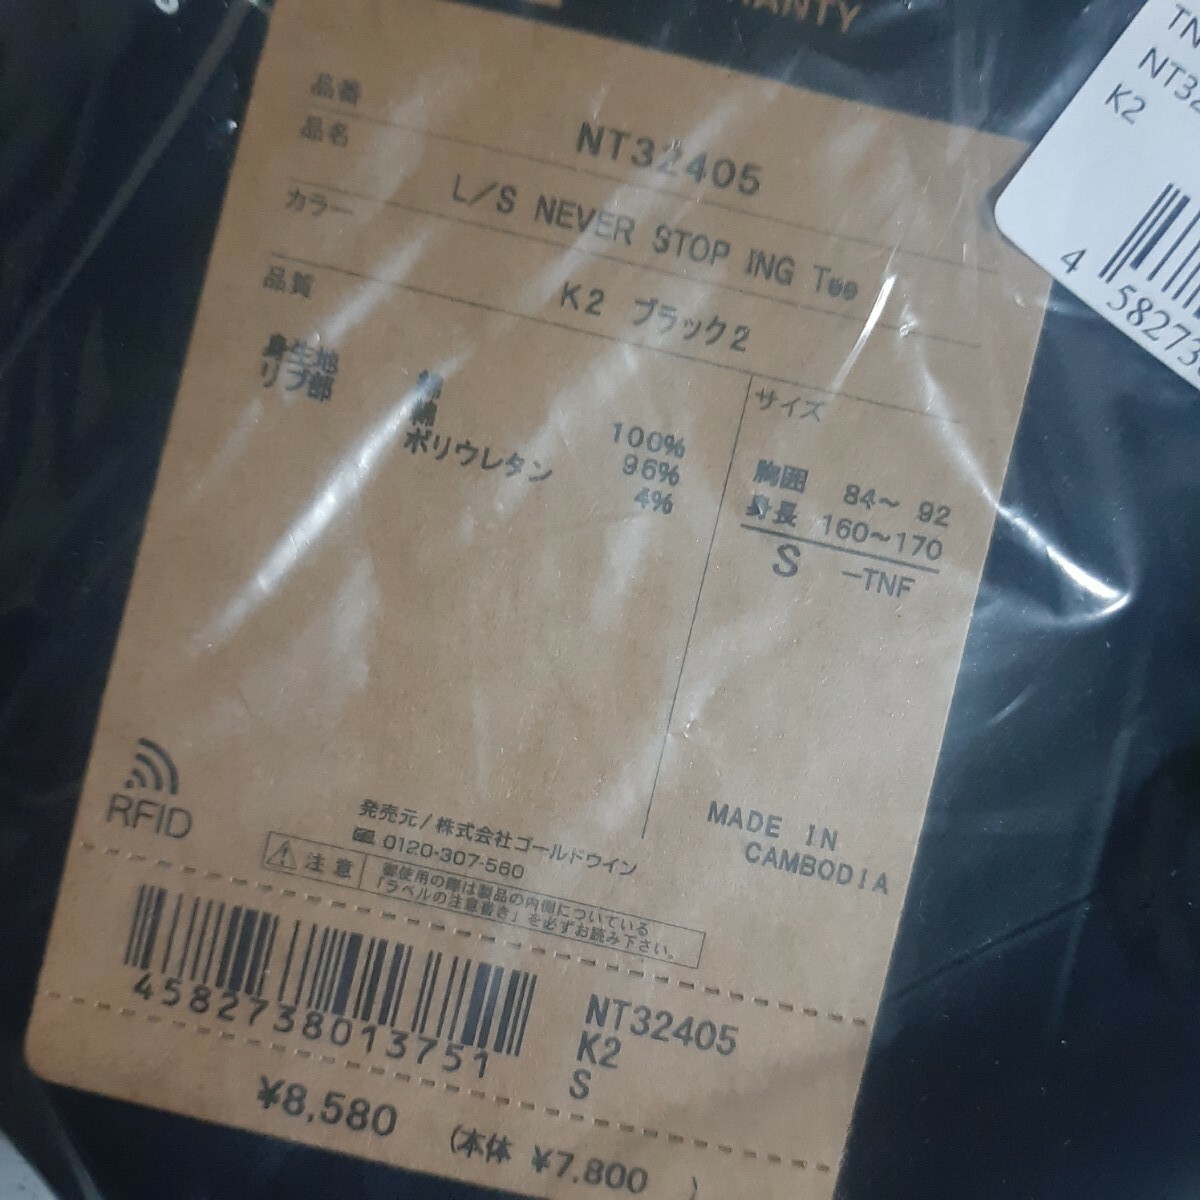 RANTY
品番 NT32405
品名 L/S NEVER STOP ING Tee
カラー K2 ブラック2
品質
身生地 綿 100%
リブ部 綿 96%
ポリウレタン 4%
サイズ
胸囲 84～ 92
身長 160～170
S －TNF
RFID
MADE IN
CAMBODIA
発売元/株式会社ゴールドウイン
0120-307-560
注意
御使用の際は製品の内側についている
「ラベルの注意書き」を必ずお読み下さい。
4582738013751
NT32405
K2
S
¥8,580 (本体 ¥7,800 )
TN
NT32
K2
4 582738